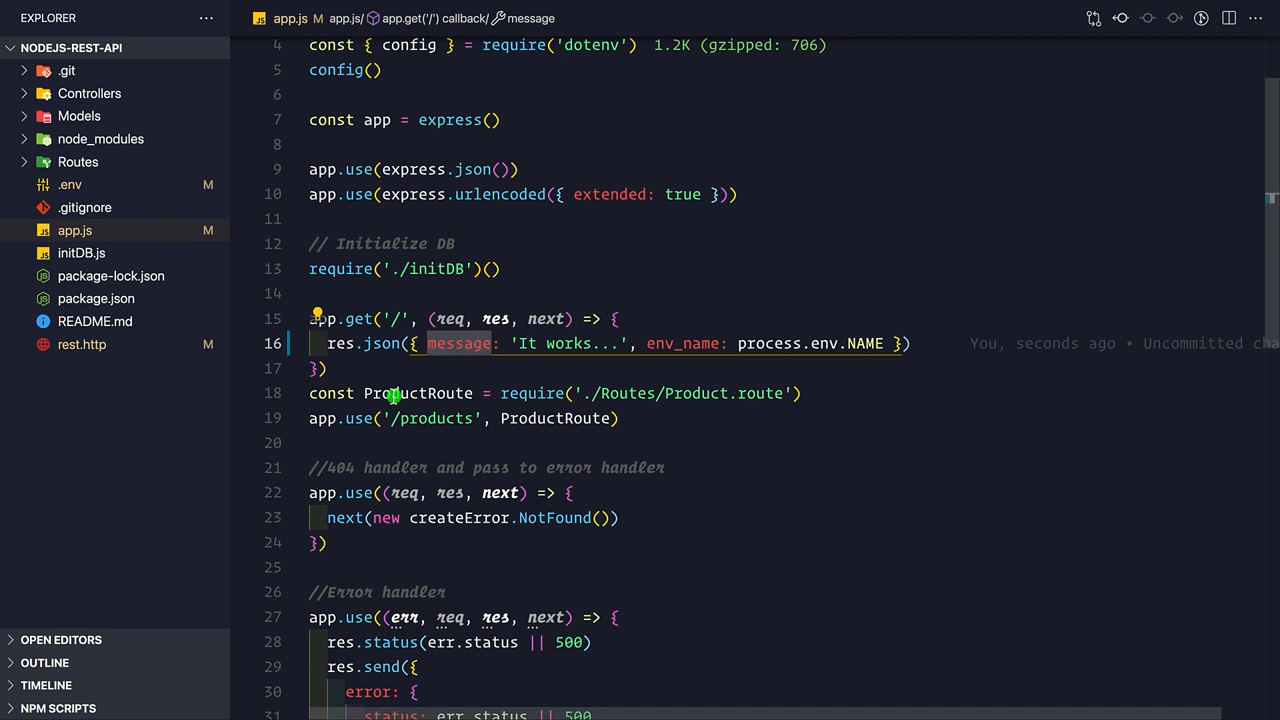 EXPLORER
NODEJS-REST-API
.git
Controllers
Models
node_modules
Routes
.env M
.gitignore
app.js M
initDB.js
package-lock.json
package.json
README.md
rest.http M
OPEN EDITORS
OUTLINE
TIMELINE
NPM SCRIPTS
app.js M app.js/ app.get('/') callback/ message
4 const { config } = require('dotenv') 1.2K (gzipped: 706)
5 config()
6
7 const app = express()
8
9 app.use(express.json())
10 app.use(express.urlencoded({ extended: true }))
11
12 // Initialize DB
13 require('./initDB')()
14
15 app.get('/', (req, res, next) => {
16 res.json({ message: 'It works...', env_name: process.env.NAME }) You, seconds ago • Uncommitted cha
17 })
18 const ProductRoute = require('./Routes/Product.route')
19 app.use('/products', ProductRoute)
20
21 //404 handler and pass to error handler
22 app.use((req, res, next) => {
23 next(new createError.NotFound())
24 })
25
26 //Error handler
27 app.use((err, req, res, next) => {
28 res.status(err.status || 500)
29 res.send({
30 error: {
31 status: err.status || 500